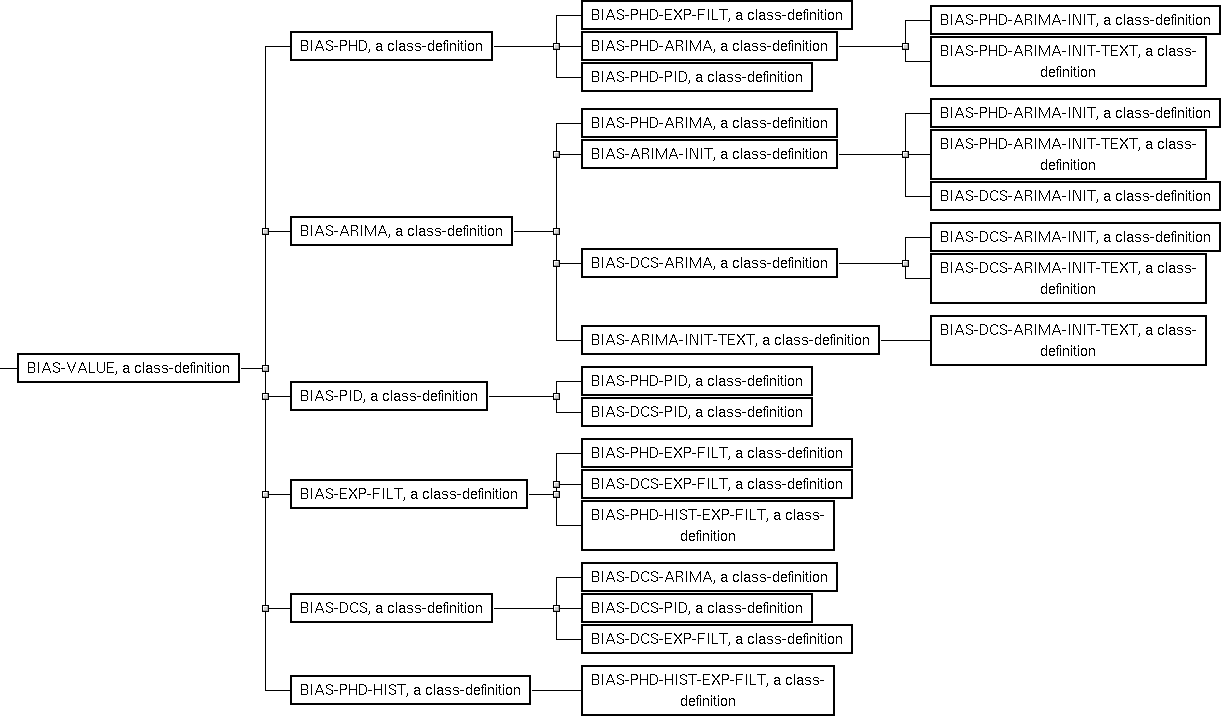 BIAS-VALUE, a class-definition
BIAS-PHD, a class-definition
BIAS-PHD-EXP-FILT, a class-definition
BIAS-PHD-ARIMA, a class-definition
BIAS-PHD-ARIMA-INIT, a class-definition
BIAS-PHD-ARIMA-INIT-TEXT, a class-
definition
BIAS-PHD-PID, a class-definition
BIAS-ARIMA, a class-definition
BIAS-PHD-ARIMA, a class-definition
BIAS-ARIMA-INIT, a class-definition
BIAS-PHD-ARIMA-INIT, a class-definition
BIAS-PHD-ARIMA-INIT-TEXT, a class-
definition
BIAS-DCS-ARIMA-INIT, a class-definition
BIAS-DCS-ARIMA, a class-definition
BIAS-DCS-ARIMA-INIT, a class-definition
BIAS-DCS-ARIMA-INIT-TEXT, a class-
definition
BIAS-ARIMA-INIT-TEXT, a class-definition
BIAS-DCS-ARIMA-INIT-TEXT, a class-
definition
BIAS-PID, a class-definition
BIAS-PHD-PID, a class-definition
BIAS-DCS-PID, a class-definition
BIAS-EXP-FILT, a class-definition
BIAS-PHD-EXP-FILT, a class-definition
BIAS-DCS-EXP-FILT, a class-definition
BIAS-PHD-HIST-EXP-FILT, a class-
definition
BIAS-DCS, a class-definition
BIAS-DCS-ARIMA, a class-definition
BIAS-DCS-PID, a class-definition
BIAS-DCS-EXP-FILT, a class-definition
BIAS-PHD-HIST, a class-definition
BIAS-PHD-HIST-EXP-FILT, a class-
definition